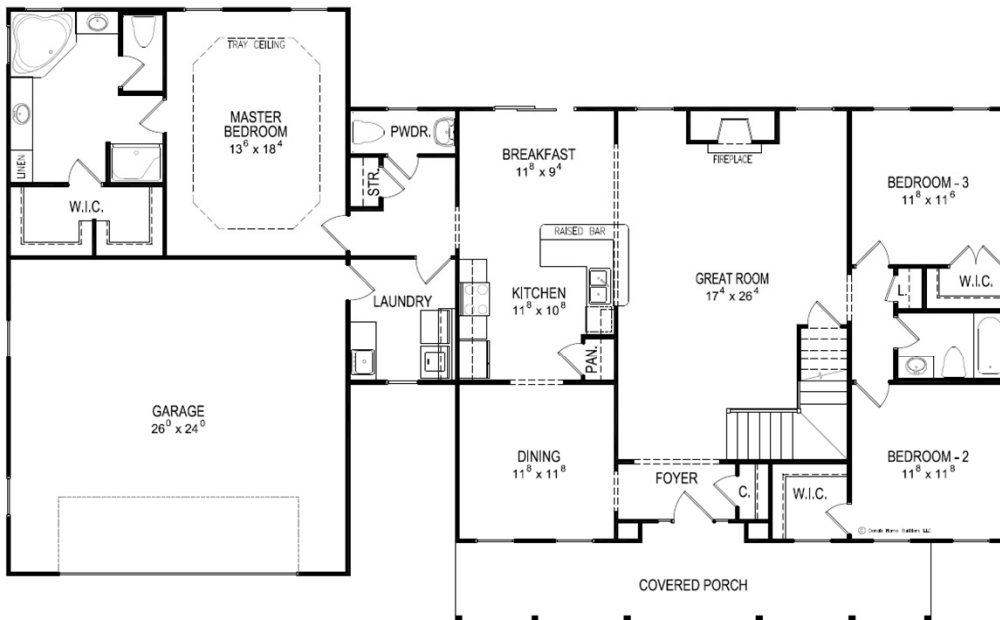 TRAY CEILING
MASTER
BEDROOM
13⁶ x 18⁴
LINEN
W.I.C.
PWDR.
STR.
BREAKFAST
11⁸ x 9⁴
RAISED BAR
FIREPLACE
BEDROOM - 3
11⁸ x 11⁶
GREAT ROOM
17⁴ x 26⁴
KITCHEN
11⁸ x 10⁸
LAUNDRY
PAN.
L.
W.I.C.
GARAGE
26⁰ x 24⁰
DINING
11⁸ x 11⁸
FOYER
C.
W.I.C.
BEDROOM - 2
11⁸ x 11⁸
COVERED PORCH